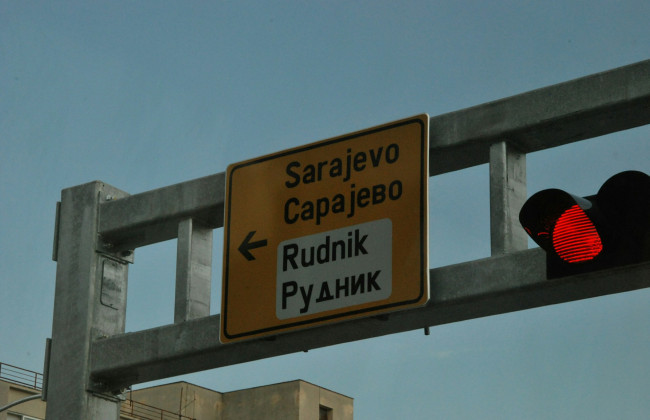 Sarajevo
Сарајево
Rudnik
Рудник